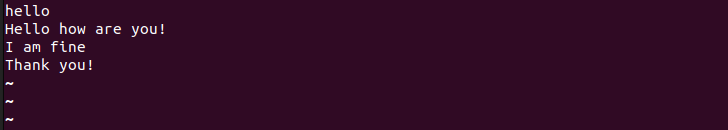 hello
Hello how are you!
I am fine
Thank you!
~
~
~